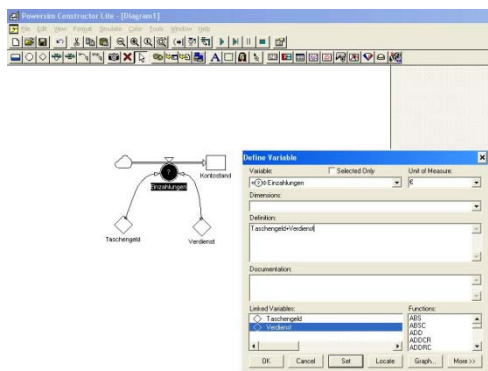 Powersim Constructor Lite - [Diagram1]
File Edit View Format Simulate Color Tools Window Help
Kontostand
Einzahlungen
Taschengeld
Verdienst
Define Variable
Variable:
Selected Only
Unit of Measure:
Einzahlungen
€
Dimensions:
Definition:
Taschengeld+Verdienst
Documentation:
Linked Variables:
Functions:
Taschengeld
Verdienst
ABS
ABSC
ADD
ADDCR
ADDRC
OK
Cancel
Set
Locate
Graph...
More >>